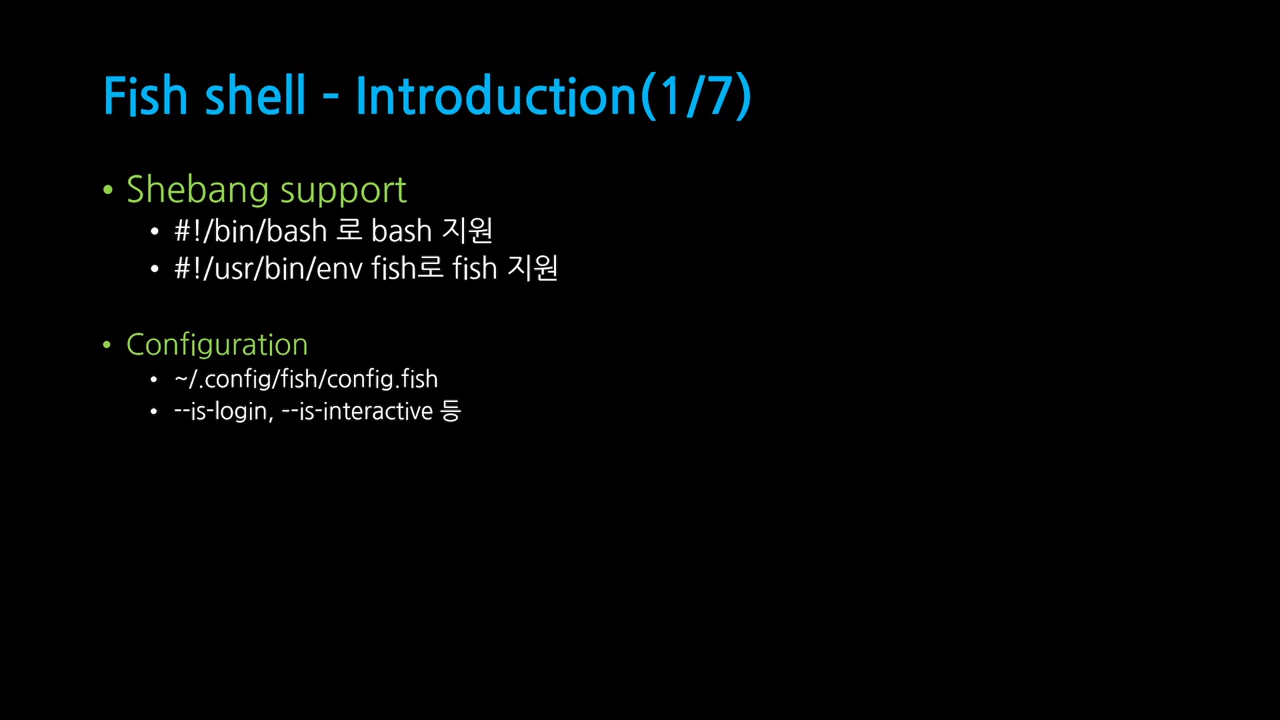 Fish shell - Introduction(1/7)
• Shebang support
• #!/bin/bash 로 bash 지원
• #!/usr/bin/env fish로 fish 지원
• Configuration
• ~/.config/fish/config.fish
• --is-login, --is-interactive 등